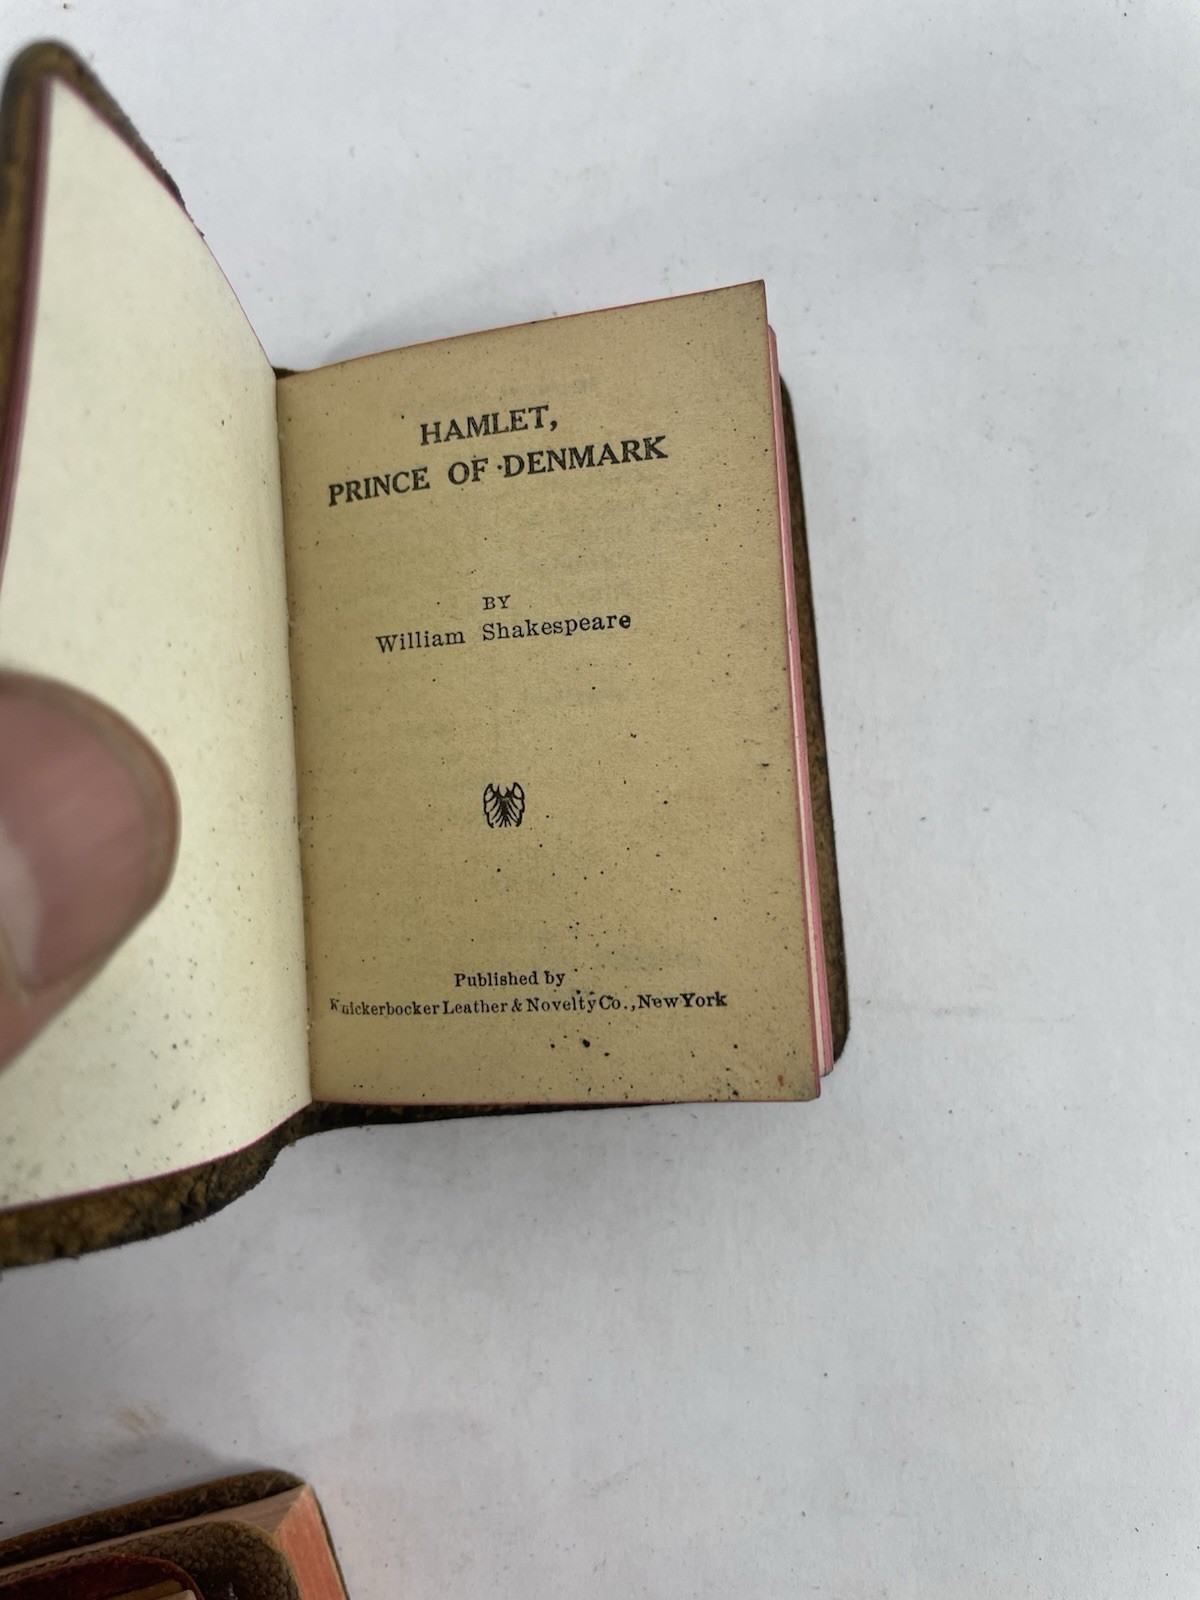 HAMLET,
PRINCE OF DENMARK
BY
William Shakespeare
Published by
Knickerbocker Leather & Novelty Co., New York